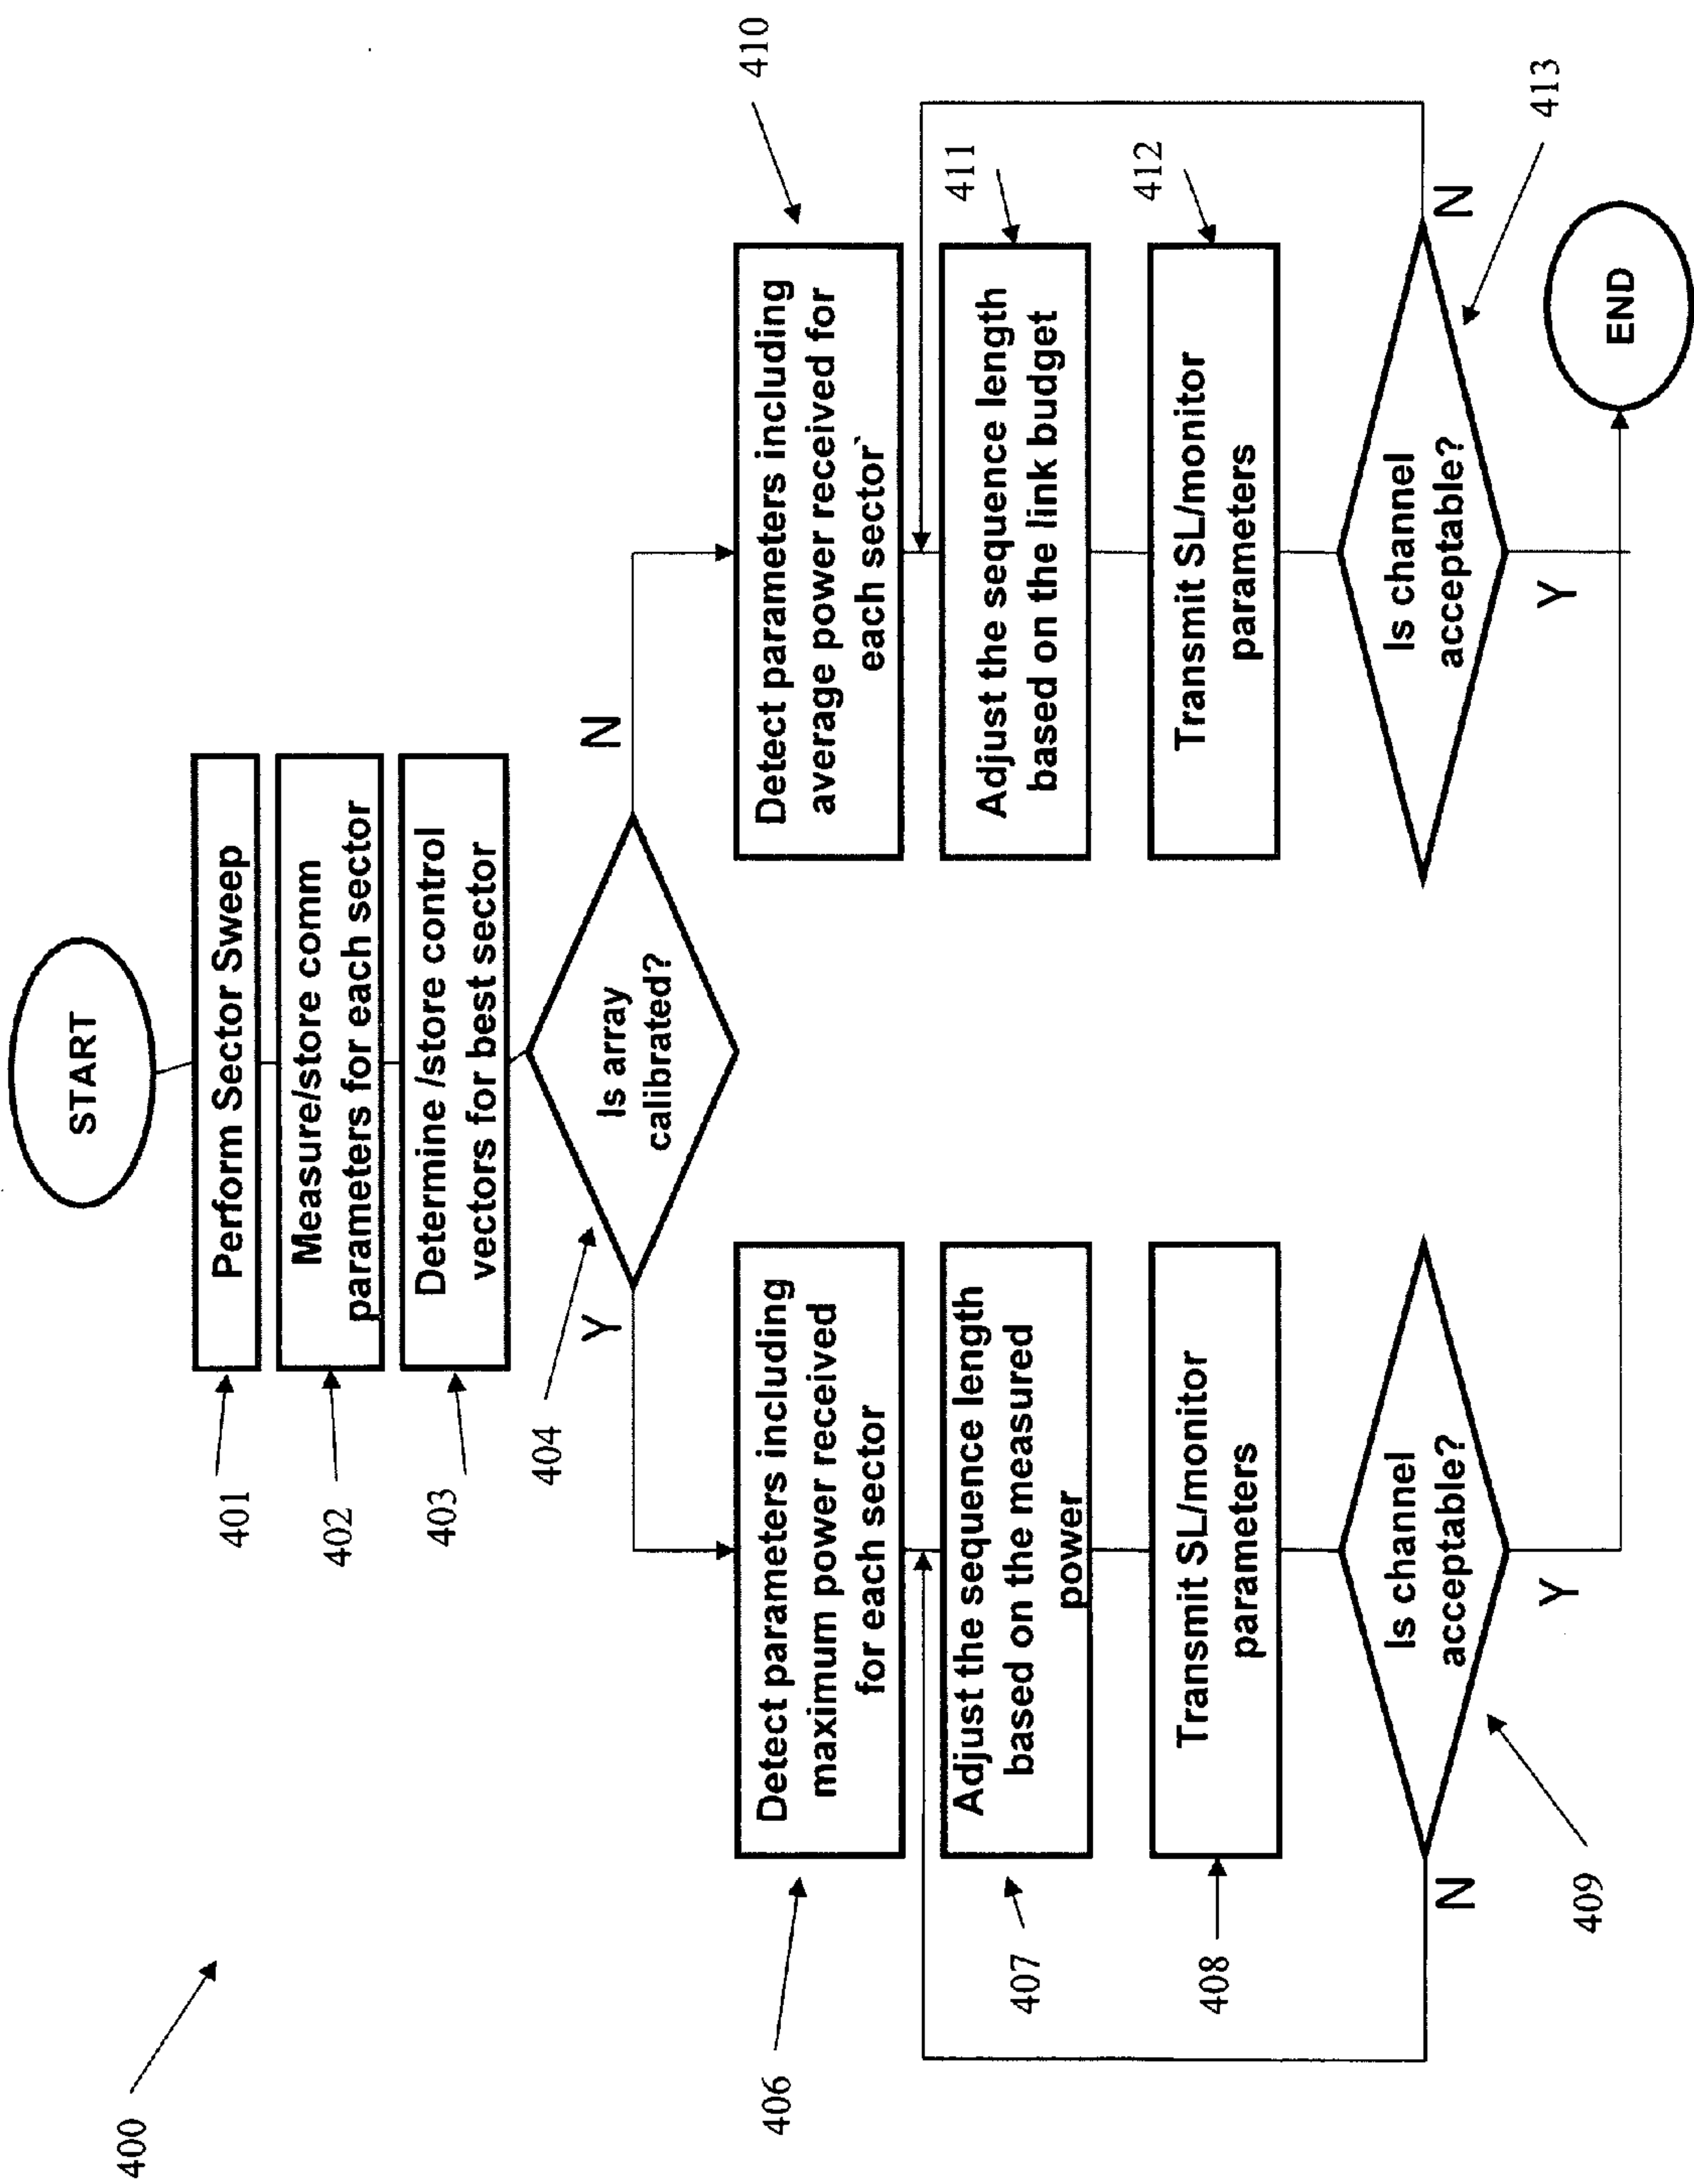 400
START
401
Perform Sector Sweep
402
Measure/store comm
parameters for each sector
403
Determine /store control
vectors for best sector
404
Is array
calibrated?
Y
N
406
Detect parameters including
maximum power received
for each sector
407
Adjust the sequence length
based on the measured
power
408
Transmit SL/monitor
parameters
409
Is channel
acceptable?
N
Y
410
Detect parameters including
average power received for
each sector`
411
Adjust the sequence length
based on the link budget
412
Transmit SL/monitor
parameters
413
Is channel
acceptable?
N
Y
END